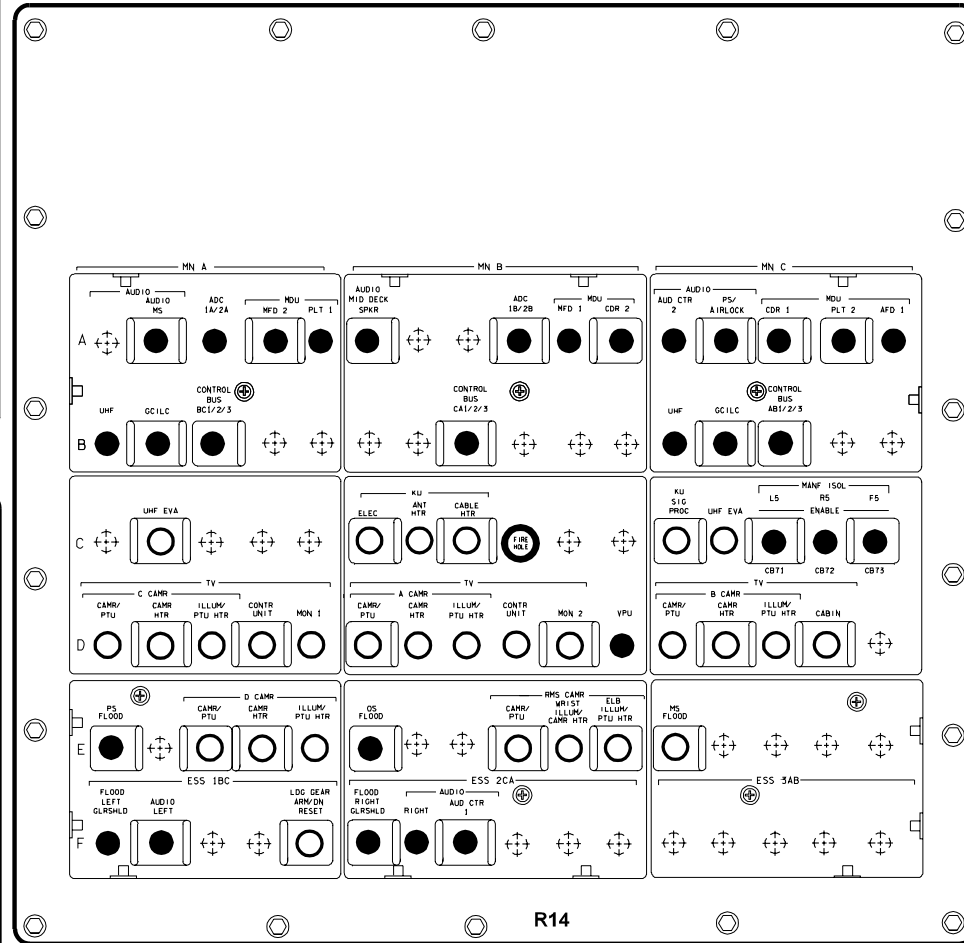 MN A MN B MN C
AUDIO
AUDIO MS
ADC 1A/2A
MDU
MFD 2
PLT 1
AUDIO MID DECK SPKR
ADC 1B/2B
MDU
MFD 1
CDR 2
AUDIO
AUD CTR 2
PS/ AIRLOCK
MDU
CDR 1
PLT 2
AFD 1
A
UHF
GCILC
CONTROL BUS BC1/2/3
CONTROL BUS CA1/2/3
UHF
GCILC
CONTROL BUS AB1/2/3
B
UHF EVA
KU
ELEC
ANT HTR
CABLE HTR
FIRE HOLE
KU SIG PROC
UHF EVA
MANF ISOL
L5 R5 F5
ENABLE
CB71 CB72 CB73
C
TV
C CAMR
CAMR/ PTU
CAMR HTR
ILLUM/ PTU HTR
CONTR UNIT
MON 1
TV
A CAMR
CAMR/ PTU
CAMR HTR
ILLUM/ PTU HTR
CONTR UNIT
MON 2
VPU
TV
B CAMR
CAMR/ PTU
CAMR HTR
ILLUM/ PTU HTR
CABIN
D
PS FLOOD
D CAMR
CAMR/ PTU
CAMR HTR
ILLUM/ PTU HTR
OS FLOOD
RMS CAMR
CAMR/ PTU
WRIST ILLUM/ CAMR HTR
ELB ILLUM/ PTU HTR
MS FLOOD
E
ESS 1BC ESS 2CA ESS 3AB
FLOOD LEFT GLRSHLD
AUDIO LEFT
LDG GEAR ARM/DN RESET
FLOOD RIGHT GLRSHLD
AUDIO
RIGHT
AUD CTR 1
F
R14